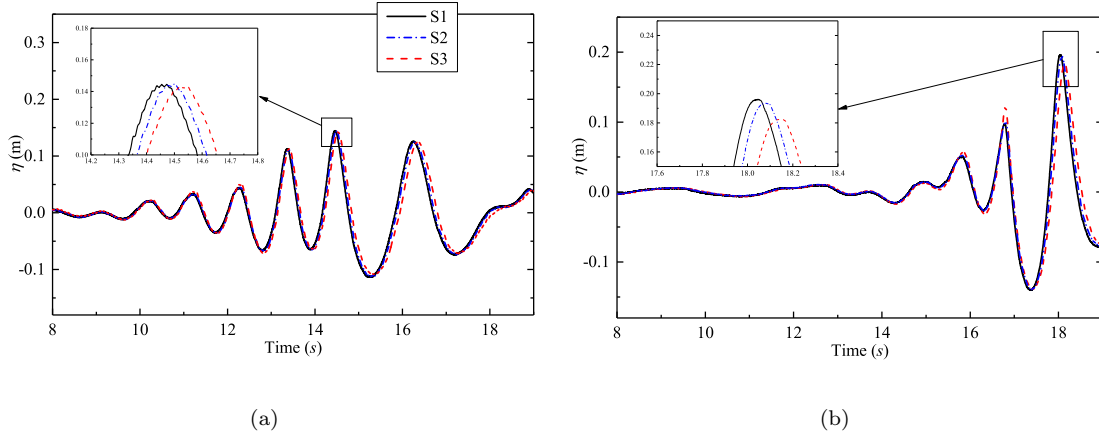 S1
S2
S3
η (m)
0.3
0.2
0.1
0.0
-0.1
8 10 12 14 16 18
Time (s)
0.18
0.16
0.14
0.12
0.10
14.2 14.3 14.4 14.5 14.6 14.7 14.8
(a)
η (m)
0.2
0.1
0.0
-0.1
8 10 12 14 16 18
Time (s)
0.24
0.22
0.20
0.18
0.16
17.6 17.8 18.0 18.2 18.4
(b)